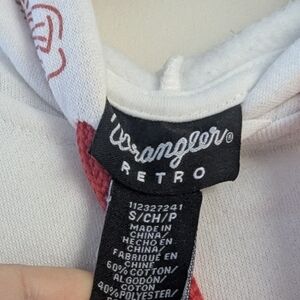 Wrangler®
RETRO
112327241
S/CH/P
MADE IN
CHINA/
HECHO EN
CHINA/
FABRIQUÉ EN
CHINE
60% COTTON/
ALGODÓN/
COTON
40% POLYESTER/